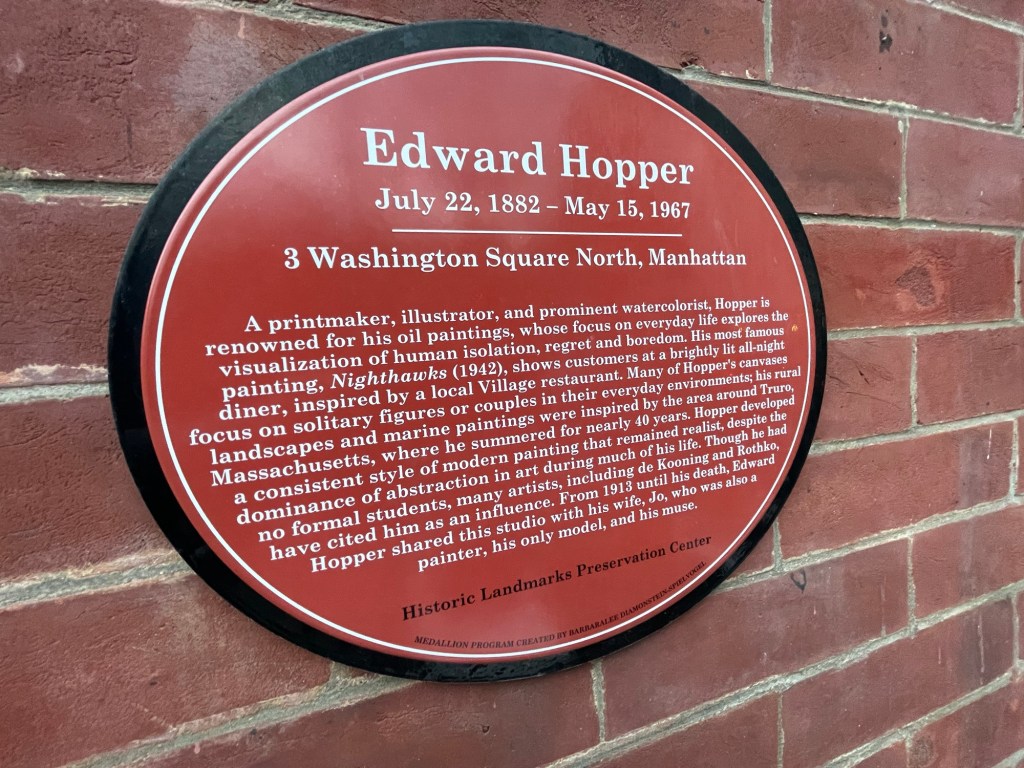 Edward Hopper
July 22, 1882 – May 15, 1967
3 Washington Square North, Manhattan
A printmaker, illustrator, and prominent watercolorist, Hopper is
renowned for his oil paintings, whose focus on everyday life explores the
visualization of human isolation, regret and boredom. His most famous
painting, Nighthawks (1942), shows customers at a brightly lit all-night
diner, inspired by a local Village restaurant. Many of Hopper's canvases
focus on solitary figures or couples in their everyday environments; his rural
landscapes and marine paintings were inspired by the area around Truro,
Massachusetts, where he summered for nearly 40 years. Hopper developed
a consistent style of modern painting that remained realist, despite the
dominance of abstraction in art during much of his life. Though he had
no formal students, many artists, including de Kooning and Rothko,
have cited him as an influence. From 1913 until his death, Edward
Hopper shared this studio with his wife, Jo, who was also a
painter, his only model, and his muse.
Historic Landmarks Preservation Center
MEDALLION PROGRAM CREATED BY BARBARALEE DIAMONSTEIN-SPIELVOGEL